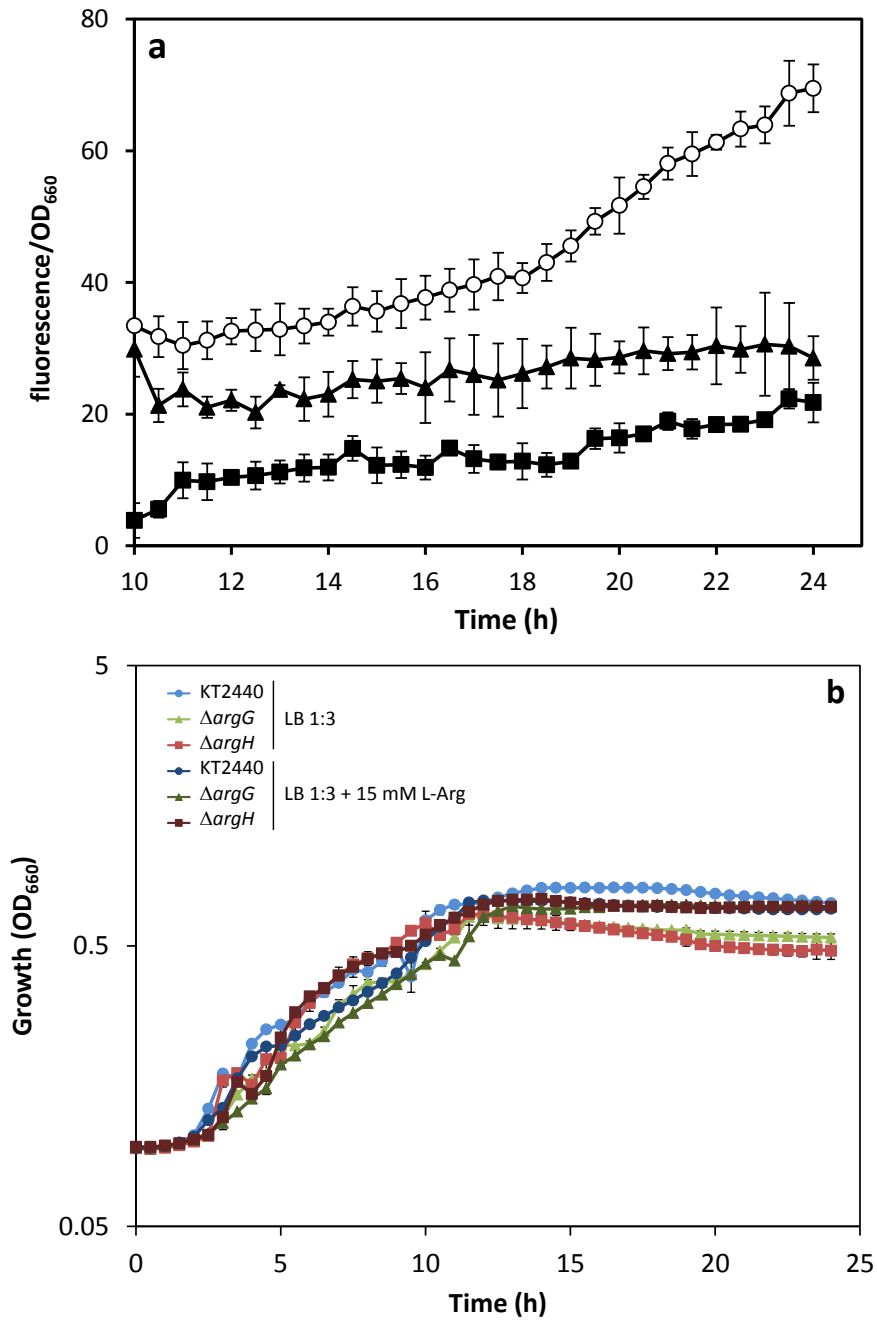 a
fluorescence/OD660
80
60
40
20
0
10 12 14 16 18 20 22 24
Time (h)
b
Growth (OD660)
5
0.5
0.05
KT2440
ΔargG LB 1:3
ΔargH
KT2440
ΔargG LB 1:3 + 15 mM L-Arg
ΔargH
0 5 10 15 20 25
Time (h)